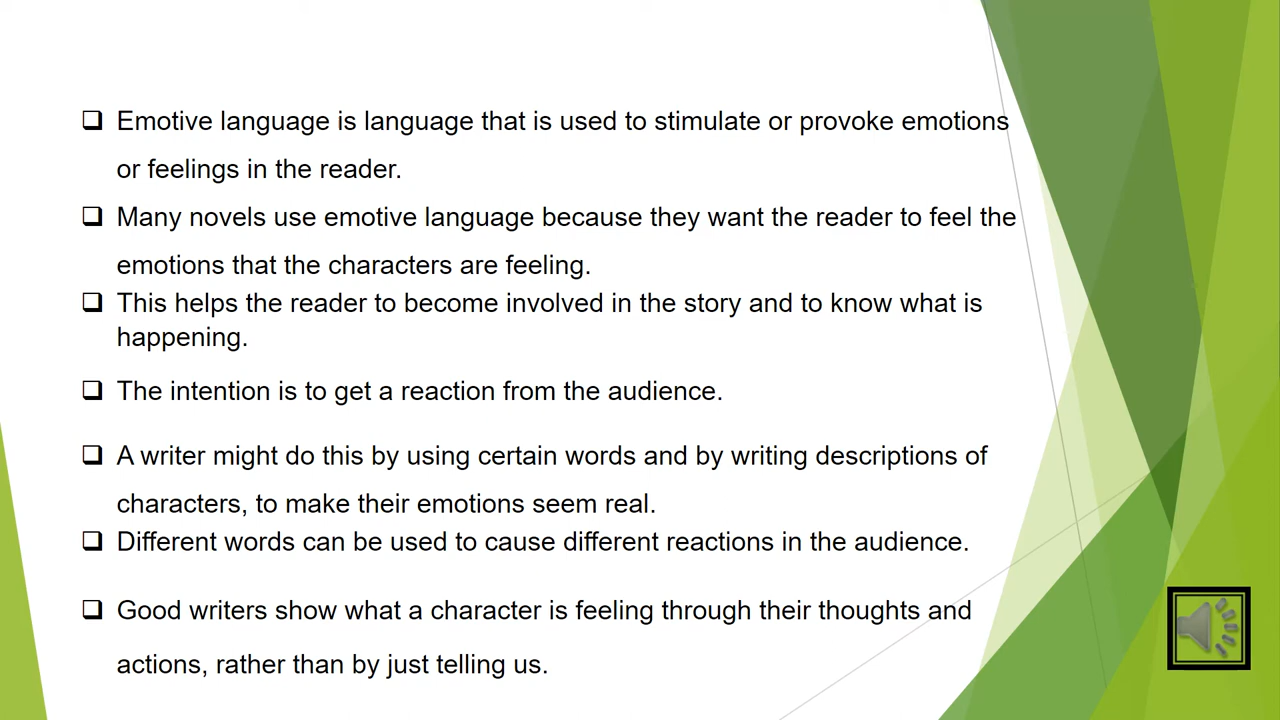 ❑ Emotive language is language that is used to stimulate or provoke emotions
or feelings in the reader.
❑ Many novels use emotive language because they want the reader to feel the
emotions that the characters are feeling.
❑ This helps the reader to become involved in the story and to know what is
happening.
❑ The intention is to get a reaction from the audience.
❑ A writer might do this by using certain words and by writing descriptions of
characters, to make their emotions seem real.
❑ Different words can be used to cause different reactions in the audience.
❑ Good writers show what a character is feeling through their thoughts and
actions, rather than by just telling us.